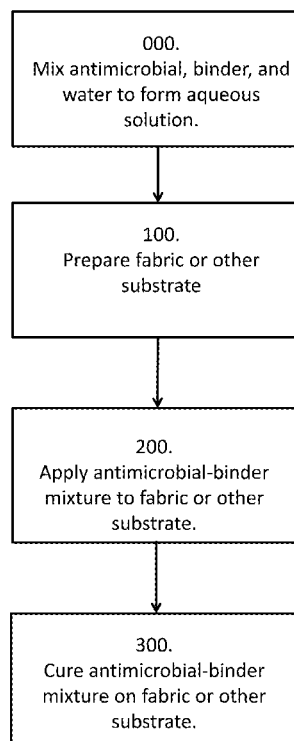 000.
Mix antimicrobial, binder, and
water to form aqueous
solution.
100.
Prepare fabric or other
substrate
200.
Apply antimicrobial-binder
mixture to fabric or other
substrate.
300.
Cure antimicrobial-binder
mixture on fabric or other
substrate.